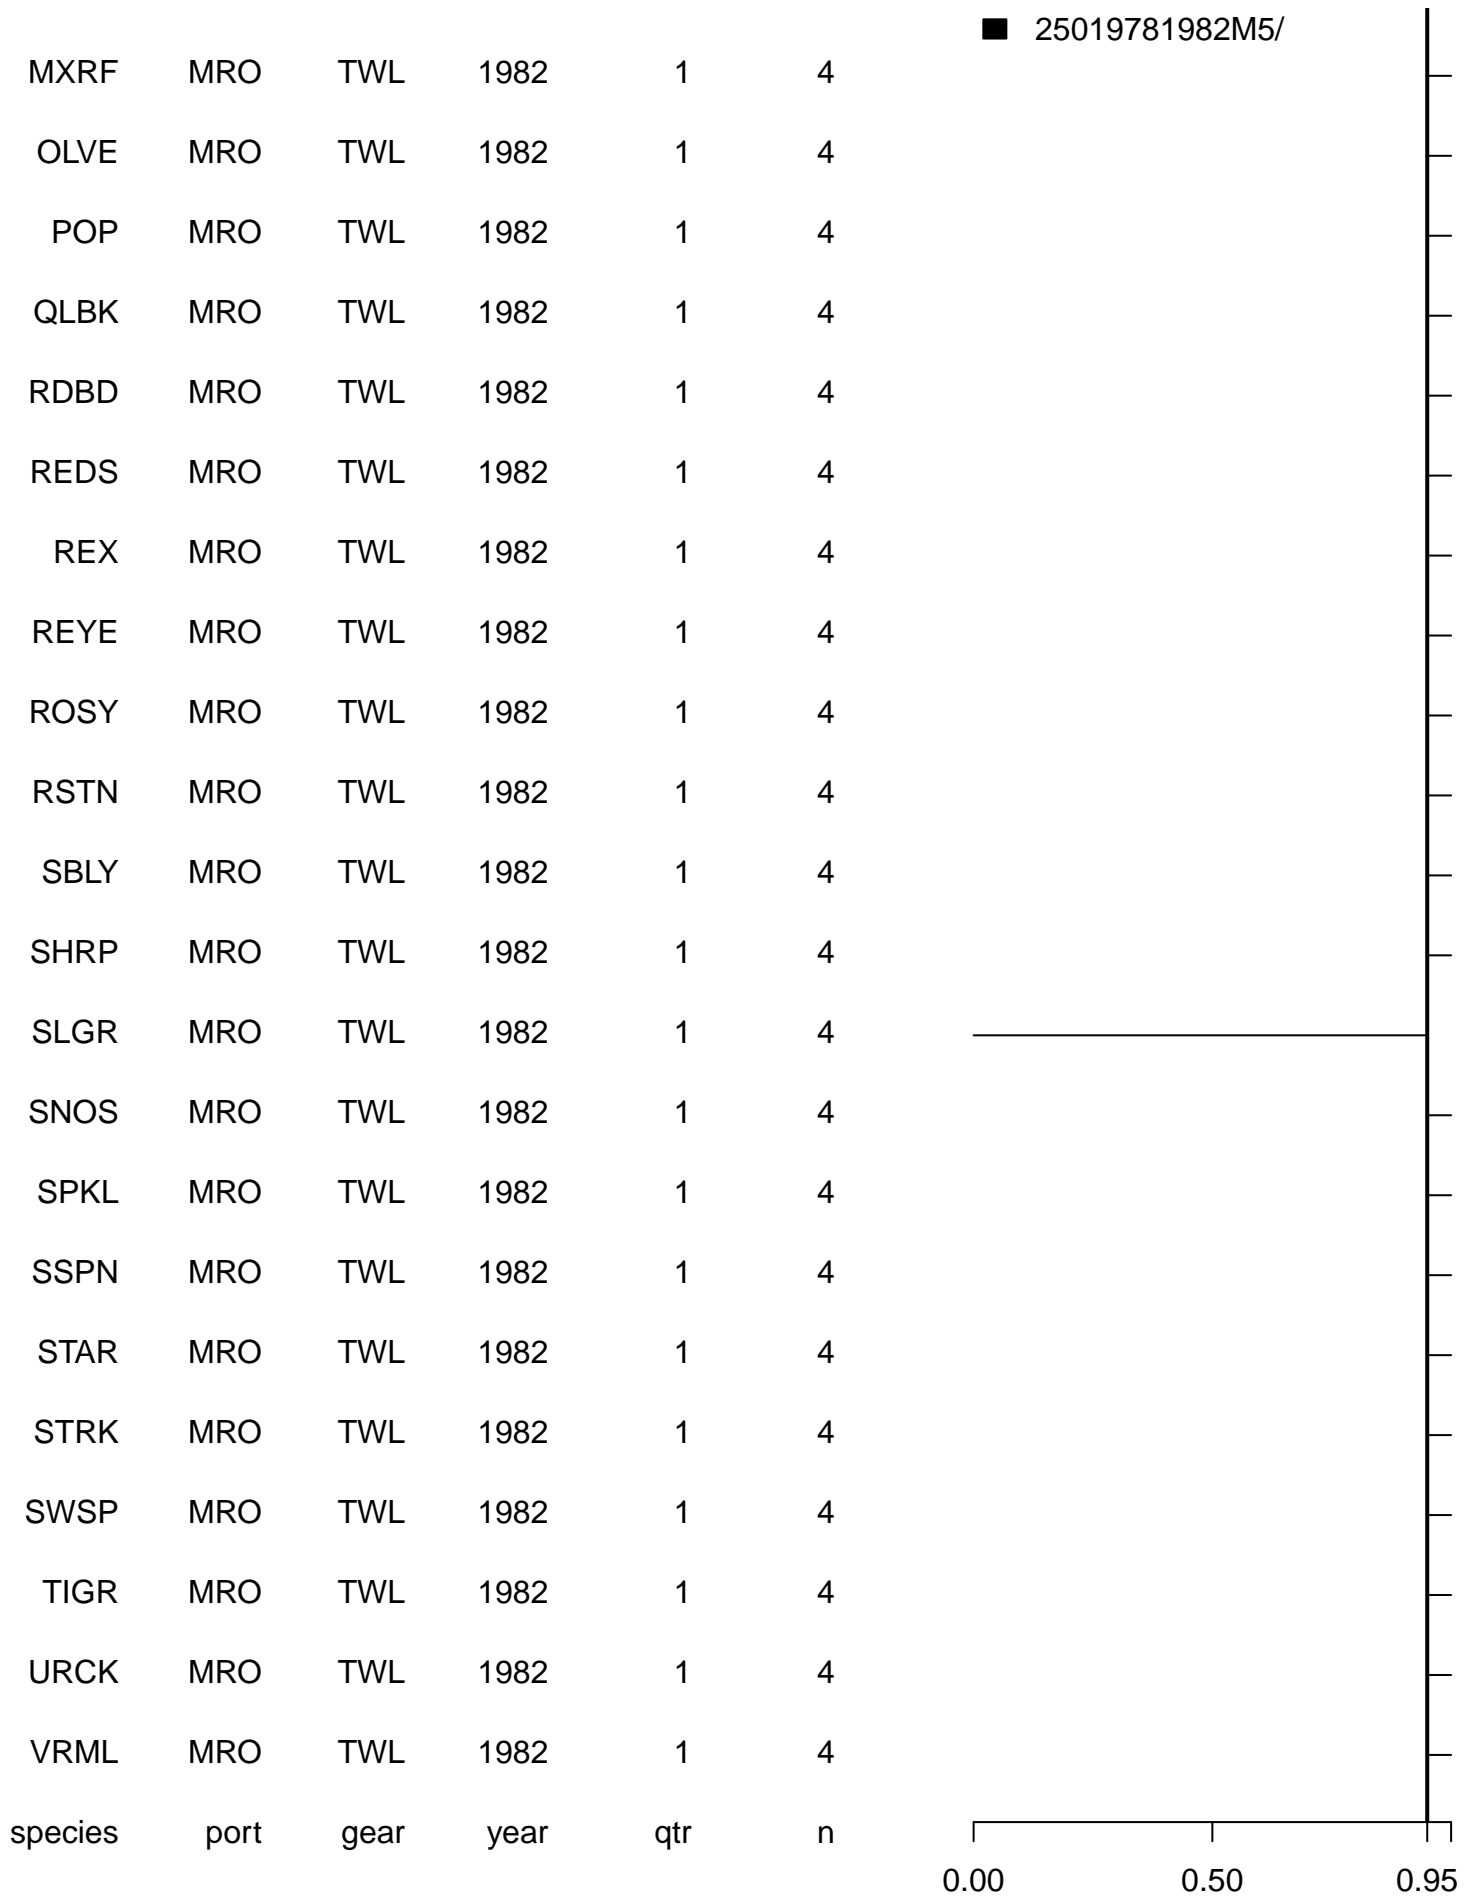 25019781982M5/
MXRF MRO TWL 1982 1 4
OLVE MRO TWL 1982 1 4
POP MRO TWL 1982 1 4
QLBK MRO TWL 1982 1 4
RDBD MRO TWL 1982 1 4
REDS MRO TWL 1982 1 4
REX MRO TWL 1982 1 4
REYE MRO TWL 1982 1 4
ROSY MRO TWL 1982 1 4
RSTN MRO TWL 1982 1 4
SBLY MRO TWL 1982 1 4
SHRP MRO TWL 1982 1 4
SLGR MRO TWL 1982 1 4
SNOS MRO TWL 1982 1 4
SPKL MRO TWL 1982 1 4
SSPN MRO TWL 1982 1 4
STAR MRO TWL 1982 1 4
STRK MRO TWL 1982 1 4
SWSP MRO TWL 1982 1 4
TIGR MRO TWL 1982 1 4
URCK MRO TWL 1982 1 4
VRML MRO TWL 1982 1 4
species port gear year qtr n
0.00 0.50 0.95